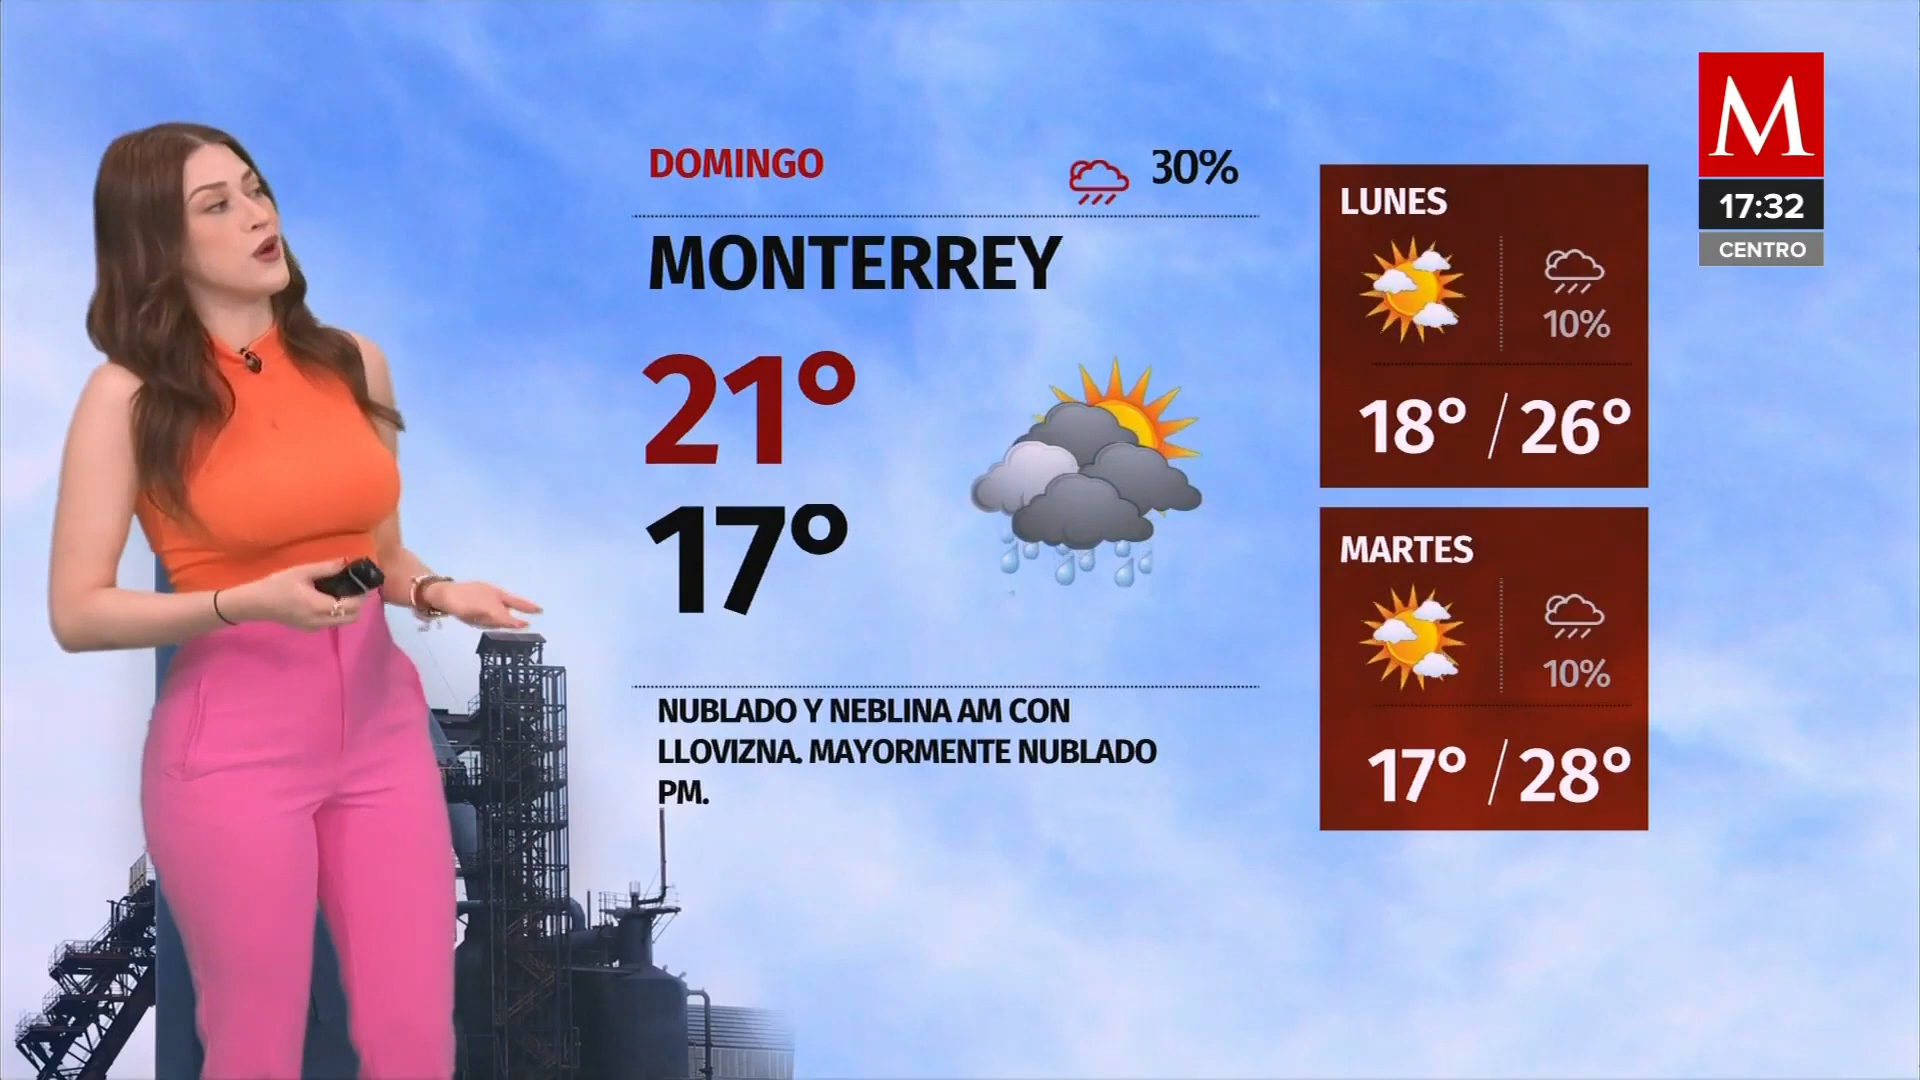 DOMINGO
30%
MONTERREY
21°
17°
NUBLADO Y NEBLINA AM CON
LLOVIZNA. MAYORMENTE NUBLADO
PM.
LUNES
10%
18° / 26°
MARTES
10%
17° / 28°
M
17:32
CENTRO